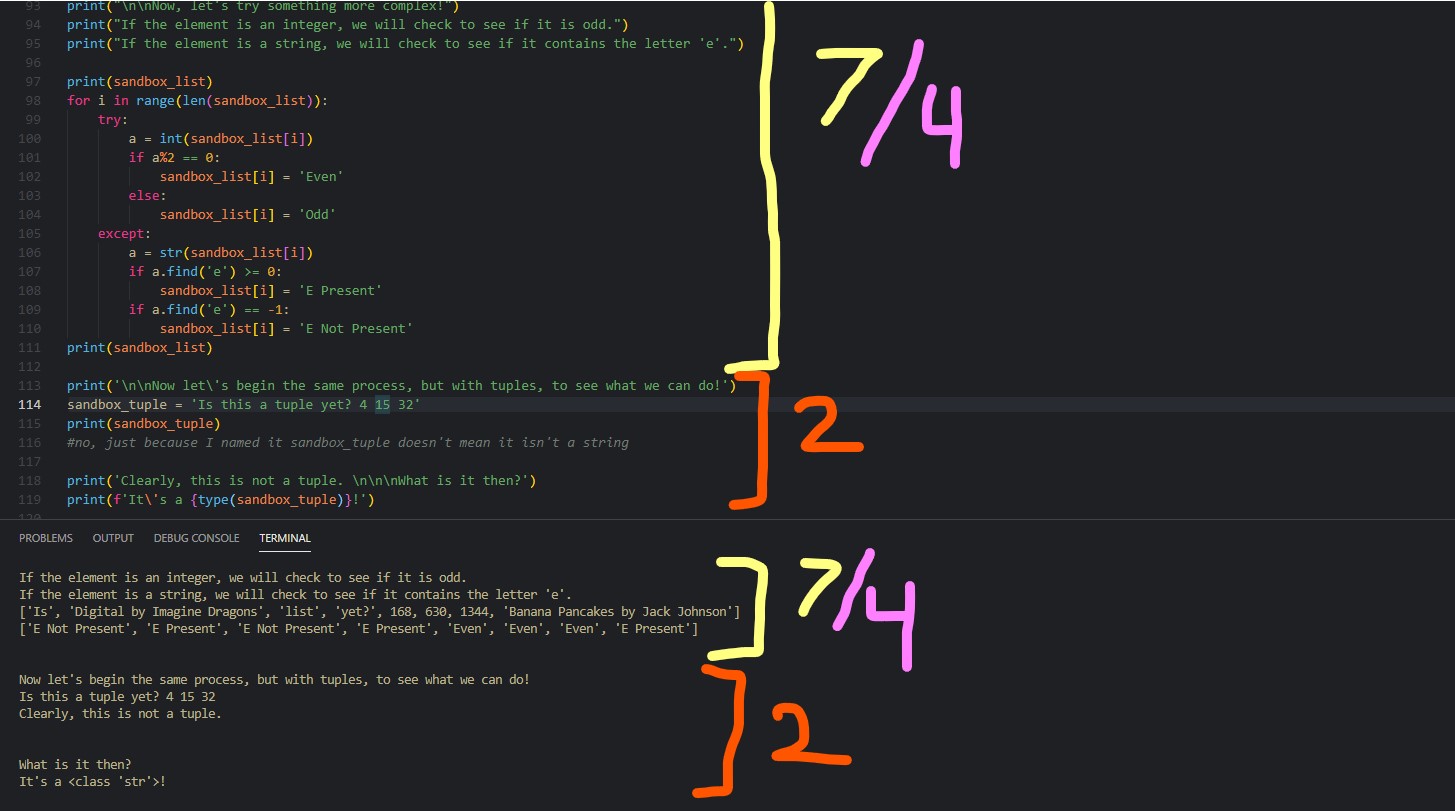 93 print("\n\nNow, let's try something more complex!")
94 print("If the element is an integer, we will check to see if it is odd.")
95 print("If the element is a string, we will check to see if it contains the letter 'e'.")
96
97 print(sandbox_list)
98 for i in range(len(sandbox_list)):
99 try:
100 a = int(sandbox_list[i])
101 if a%2 == 0:
102 sandbox_list[i] = 'Even'
103 else:
104 sandbox_list[i] = 'Odd'
105 except:
106 a = str(sandbox_list[i])
107 if a.find('e') >= 0:
108 sandbox_list[i] = 'E Present'
109 if a.find('e') == -1:
110 sandbox_list[i] = 'E Not Present'
111 print(sandbox_list)
112
113 print('\n\nNow let\'s begin the same process, but with tuples, to see what we can do!')
114 sandbox_tuple = 'Is this a tuple yet? 4 15 32'
115 print(sandbox_tuple)
116 #no, just because I named it sandbox_tuple doesn't mean it isn't a string
117
118 print('Clearly, this is not a tuple. \n\n\nWhat is it then?')
119 print(f'It\'s a {type(sandbox_tuple)}!')
120
7/4
2
PROBLEMS OUTPUT DEBUG CONSOLE TERMINAL
If the element is an integer, we will check to see if it is odd.
If the element is a string, we will check to see if it contains the letter 'e'.
['Is', 'Digital by Imagine Dragons', 'list', 'yet?', 168, 630, 1344, 'Banana Pancakes by Jack Johnson']
['E Not Present', 'E Present', 'E Not Present', 'E Present', 'Even', 'Even', 'Even', 'E Present']
7/4
Now let's begin the same process, but with tuples, to see what we can do!
Is this a tuple yet? 4 15 32
Clearly, this is not a tuple.
2
What is it then?
It's a <class 'str'>!